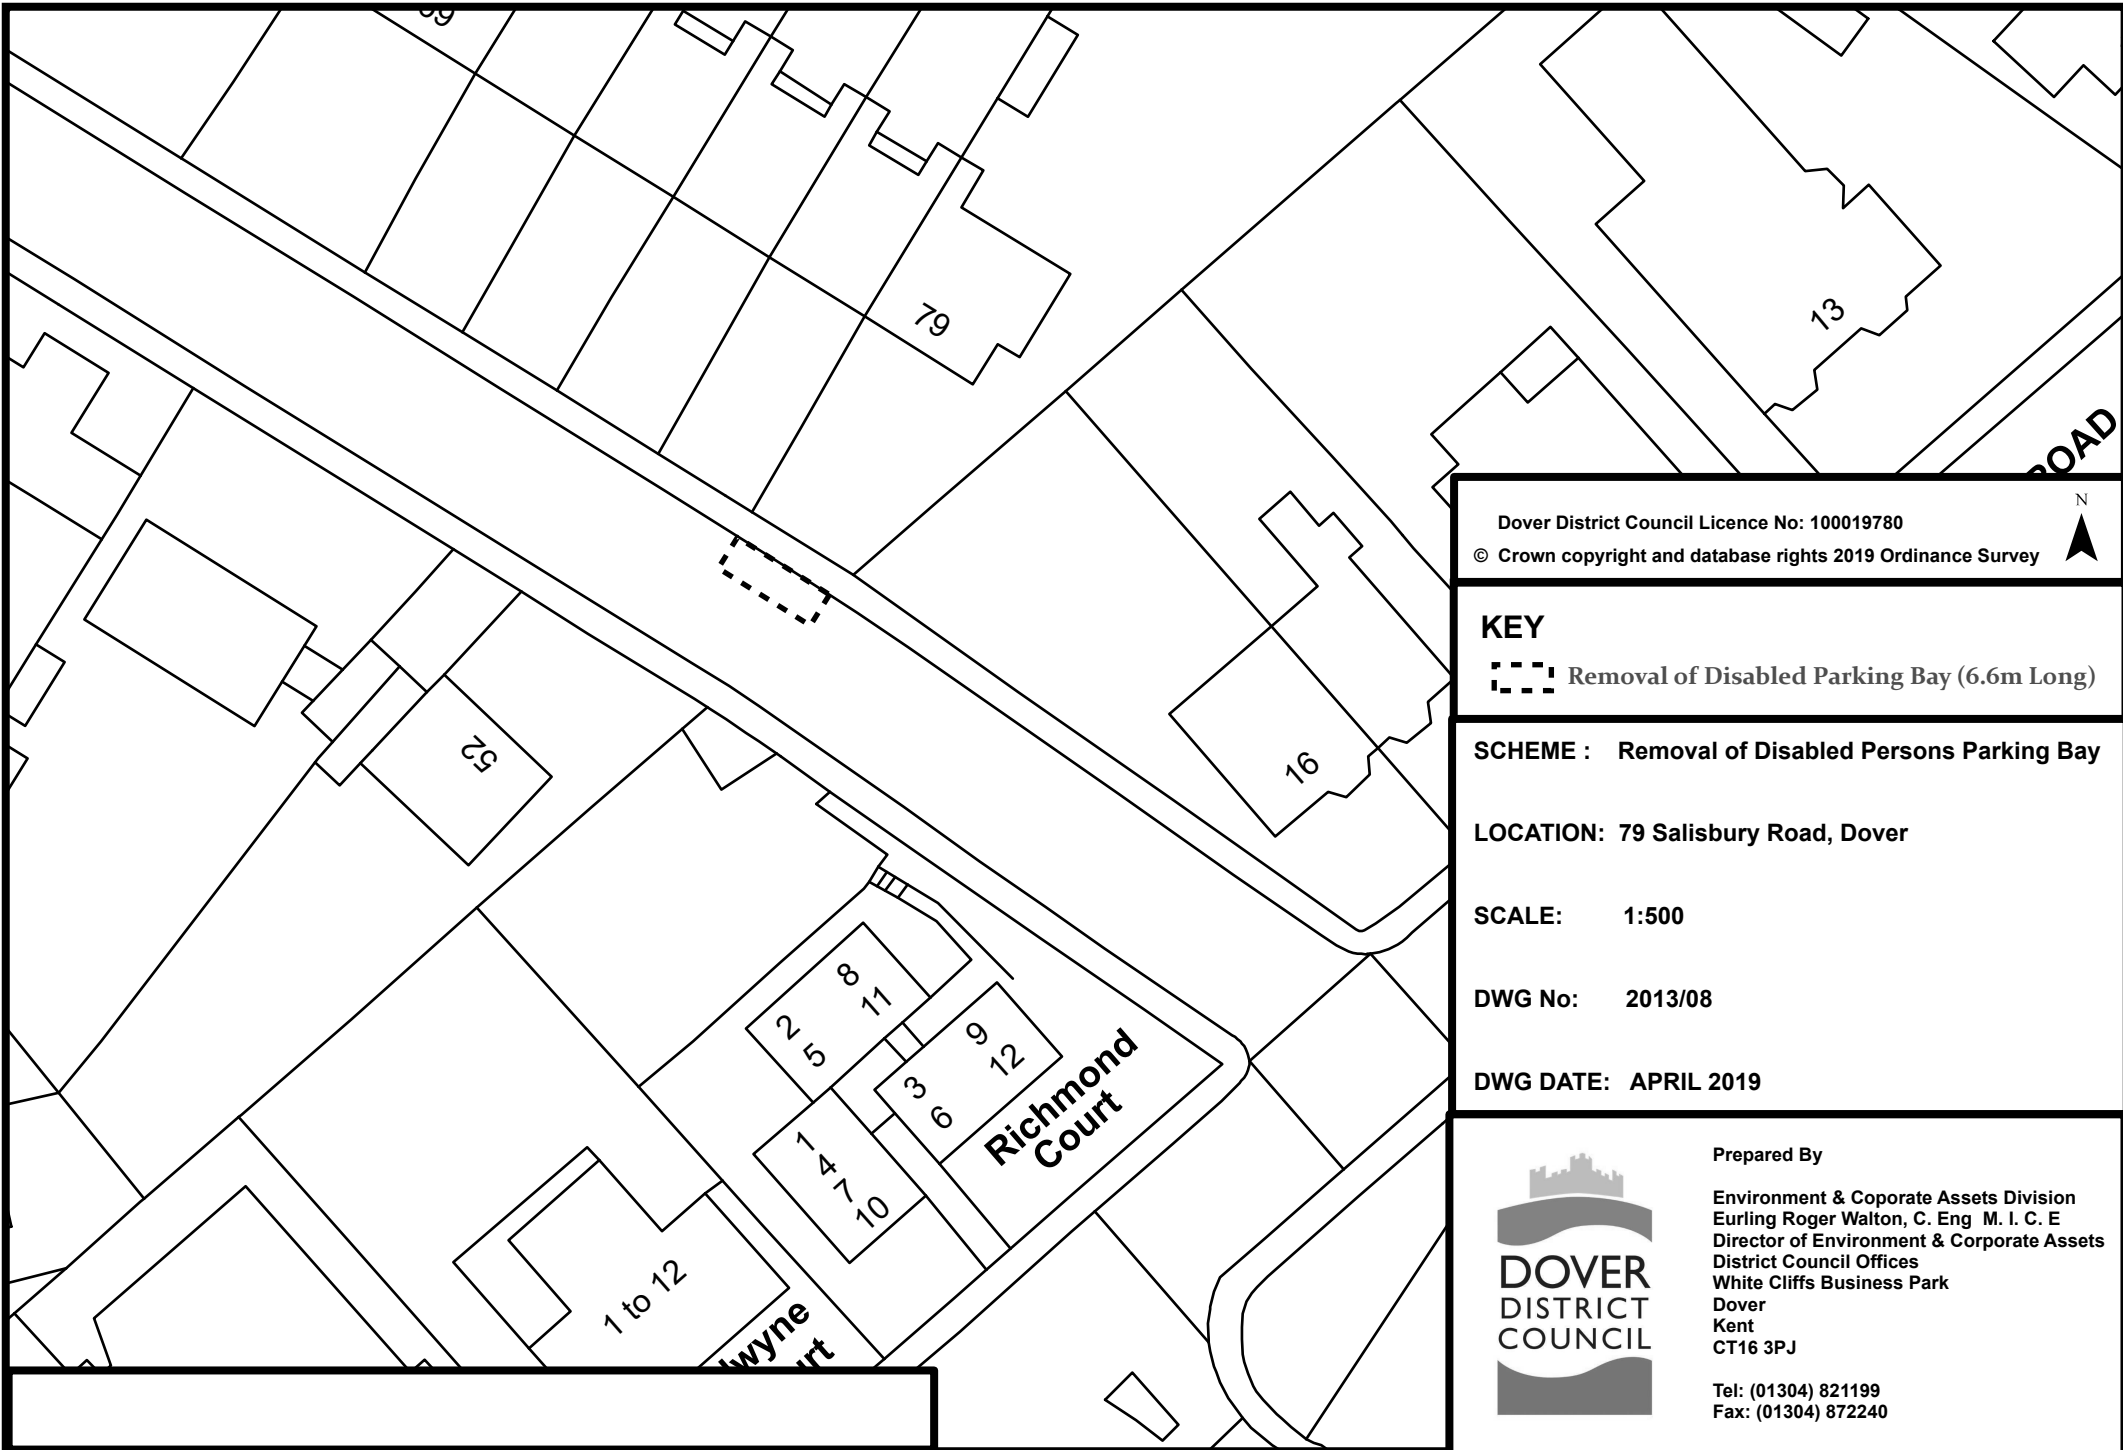 79
13
52
16
8
11
2
5
9
12
3
6
1
4
7
10
Richmond
Court
1 to 12
Dover District Council Licence No: 100019780
© Crown copyright and database rights 2019 Ordinance Survey
N
KEY
Removal of Disabled Parking Bay (6.6m Long)
SCHEME : Removal of Disabled Persons Parking Bay
LOCATION: 79 Salisbury Road, Dover
SCALE: 1:500
DWG No: 2013/08
DWG DATE: APRIL 2019
DOVER
DISTRICT
COUNCIL
Prepared By
Environment & Coporate Assets Division
Eurling Roger Walton, C. Eng M. I. C. E
Director of Environment & Corporate Assets
District Council Offices
White Cliffs Business Park
Dover
Kent
CT16 3PJ
Tel: (01304) 821199
Fax: (01304) 872240